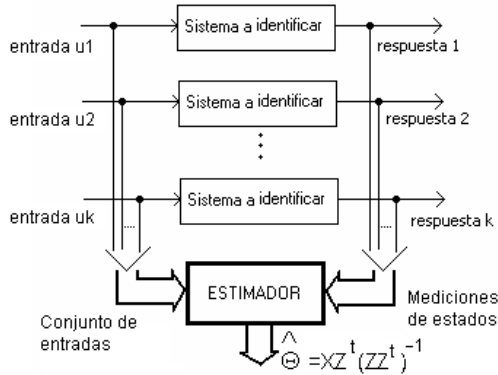 entrada u1
Sistema a identificar
respuesta 1
entrada u2
Sistema a identificar
respuesta 2
entrada uk
Sistema a identificar
respuesta k
.... 
....
ESTIMADOR
Conjunto de
entradas
Mediciones
de estados
Θ̂ =XZᵗ(ZZᵗ)⁻¹